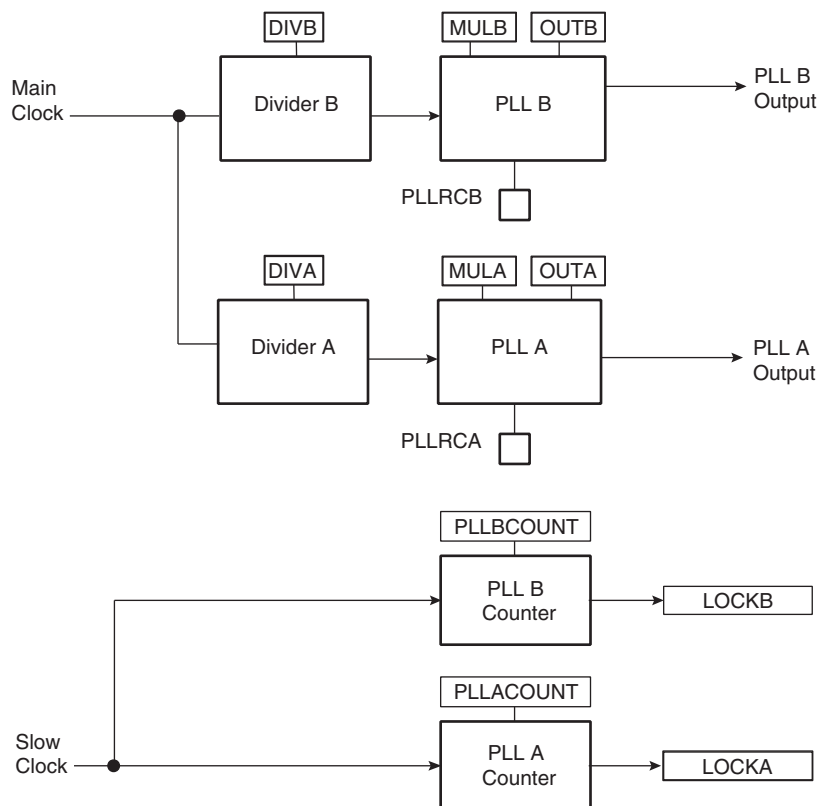 DIVB
MULB
OUTB
Main
Clock
Divider B
PLL B
PLL B
Output
PLLRCB
DIVA
MULA
OUTA
Divider A
PLL A
PLL A
Output
PLLRCA
PLLBCOUNT
PLL B
Counter
LOCKB
PLLACOUNT
Slow
Clock
PLL A
Counter
LOCKA